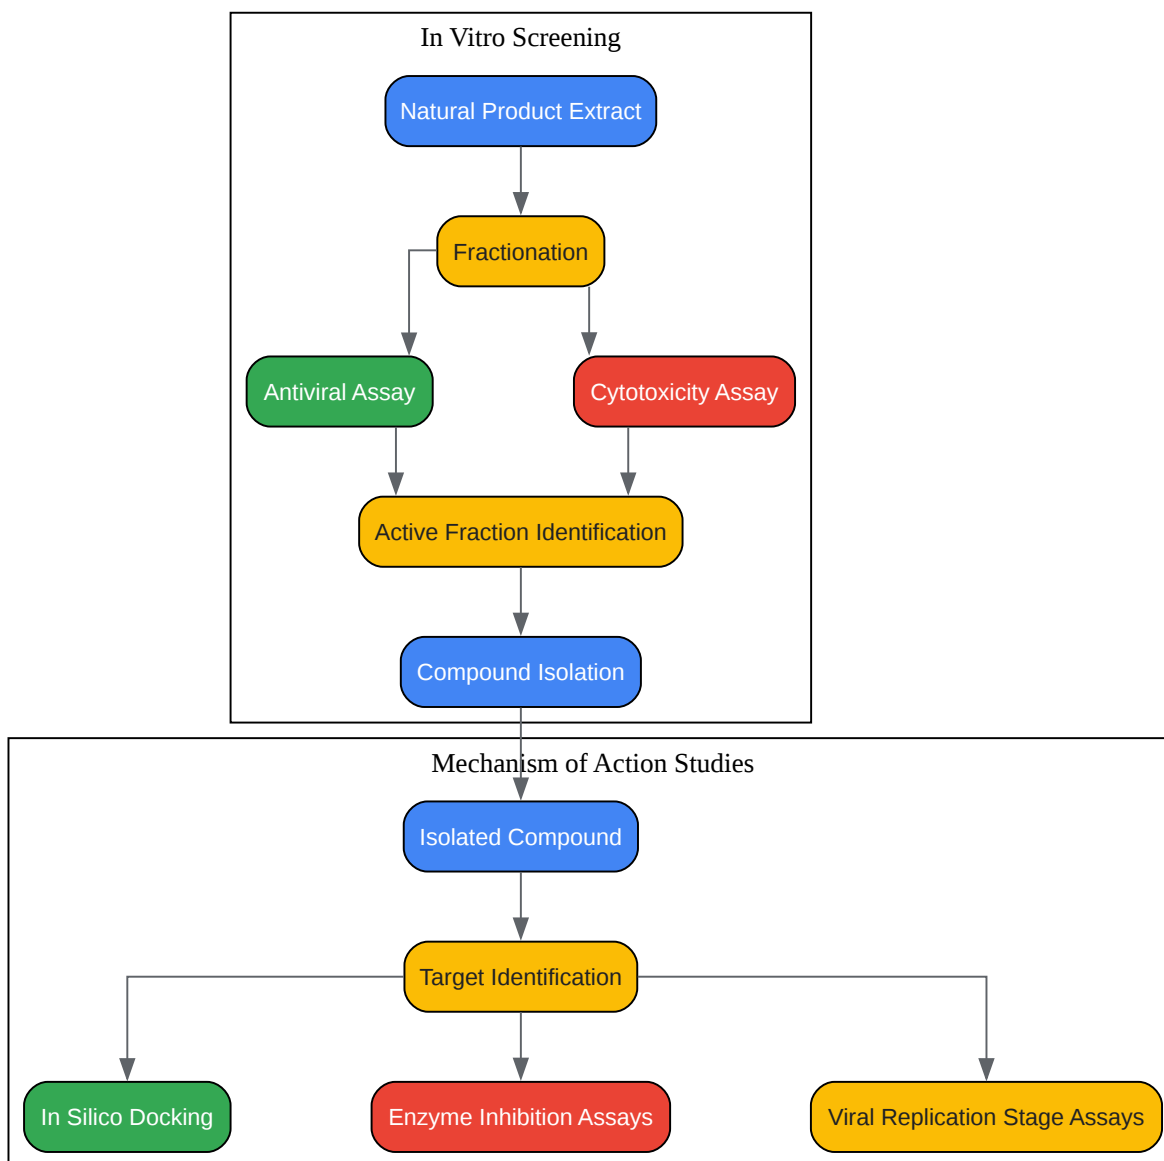 In Vitro Screening
Natural Product Extract
Fractionation
Antiviral Assay
Cytotoxicity Assay
Active Fraction Identification
Compound Isolation
Mechanism of Action Studies
Isolated Compound
Target Identification
In Silico Docking
Enzyme Inhibition Assays
Viral Replication Stage Assays